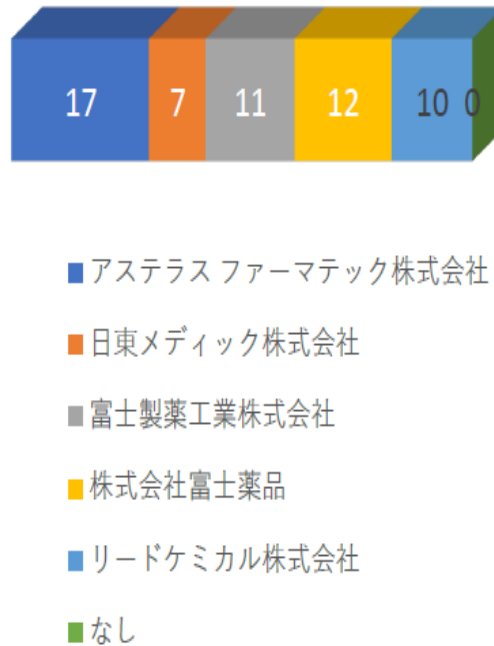 17 7 11 12 10 0
アステラス ファーマテック株式会社
日東メディック株式会社
富士製薬工業株式会社
株式会社富士薬品
リードケミカル株式会社
なし